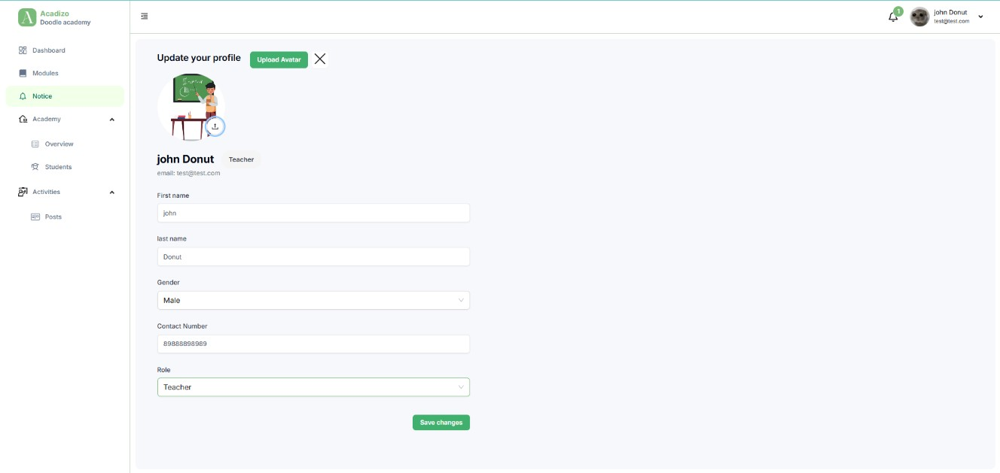 Acadizo
Doodle academy
Dashboard
Modules
Notice
Academy
Overview
Students
Activities
Posts
1
john Donut
test@test.com
Update your profile
Upload Avatar
john Donut
Teacher
email: test@test.com
First name
john
last name
Donut
Gender
Male
Contact Number
89888898989
Role
Teacher
Save changes